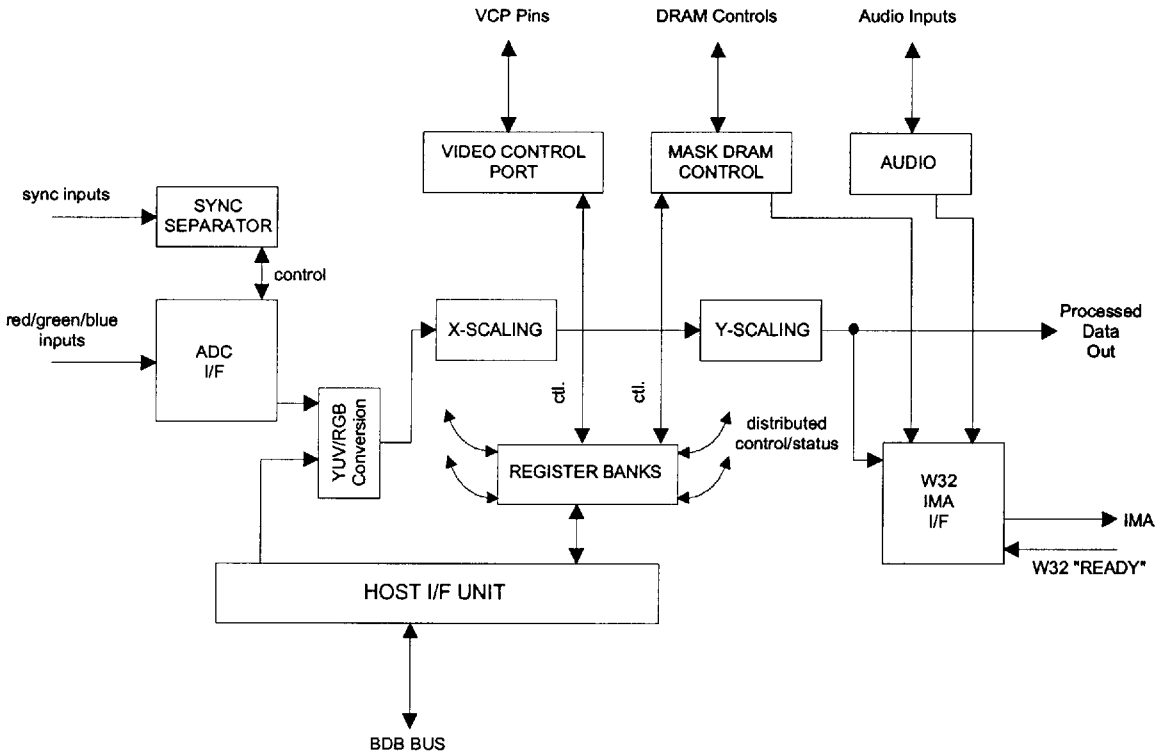 VCP Pins
DRAM Controls
Audio Inputs
VIDEO CONTROL
PORT
MASK DRAM
CONTROL
AUDIO
sync inputs
SYNC
SEPARATOR
control
red/green/blue
inputs
ADC
I/F
X-SCALING
Y-SCALING
Processed
Data
Out
YUV/RGB
Conversion
ctl.
ctl.
distributed
control/status
REGISTER BANKS
W32
IMA
I/F
IMA
W32 "READY"
HOST I/F UNIT
BDB BUS